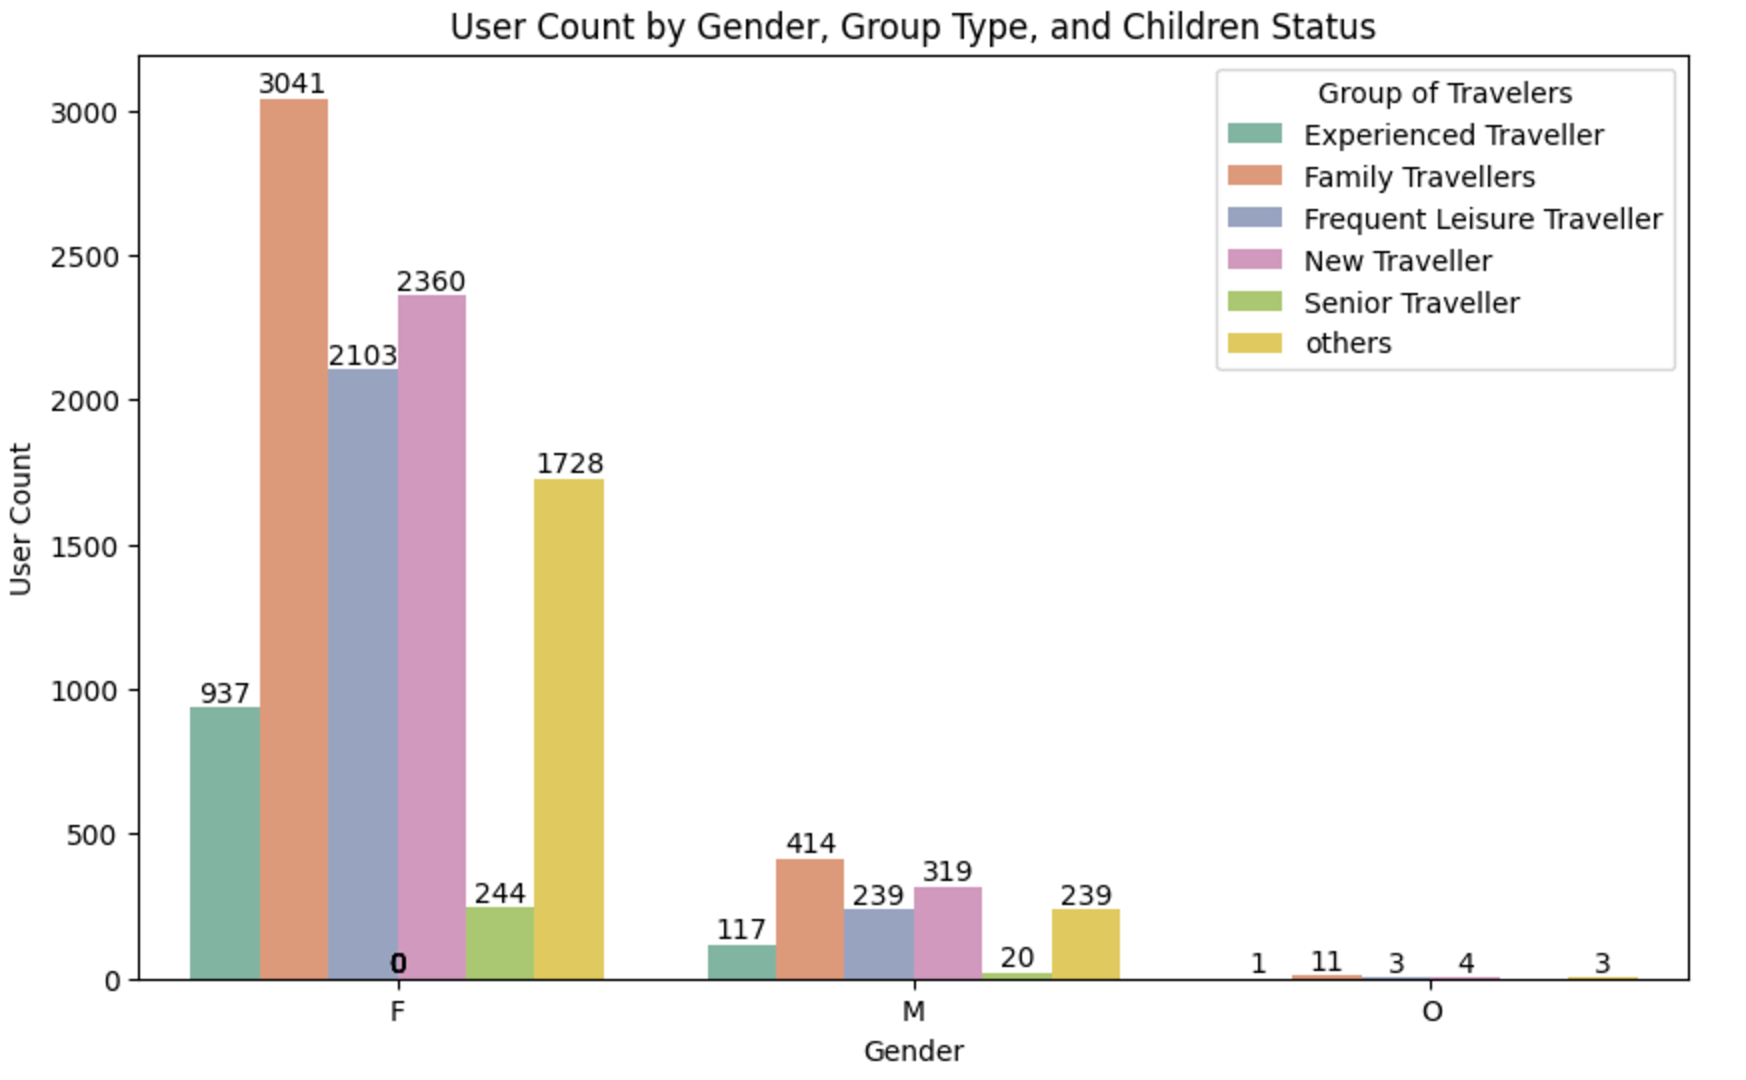 User Count by Gender, Group Type, and Children Status
Group of Travelers
Experienced Traveller
Family Travellers
Frequent Leisure Traveller
New Traveller
Senior Traveller
others
User Count
3000
2500
2000
1500
1000
500
0
937
3041
2103
2360
244
1728
0
117
414
239
319
20
239
1
11
3
4
3
F
M
O
Gender